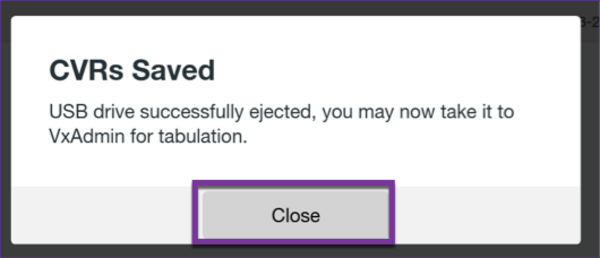 CVRs Saved
USB drive successfully ejected, you may now take it to
VxAdmin for tabulation.
Close